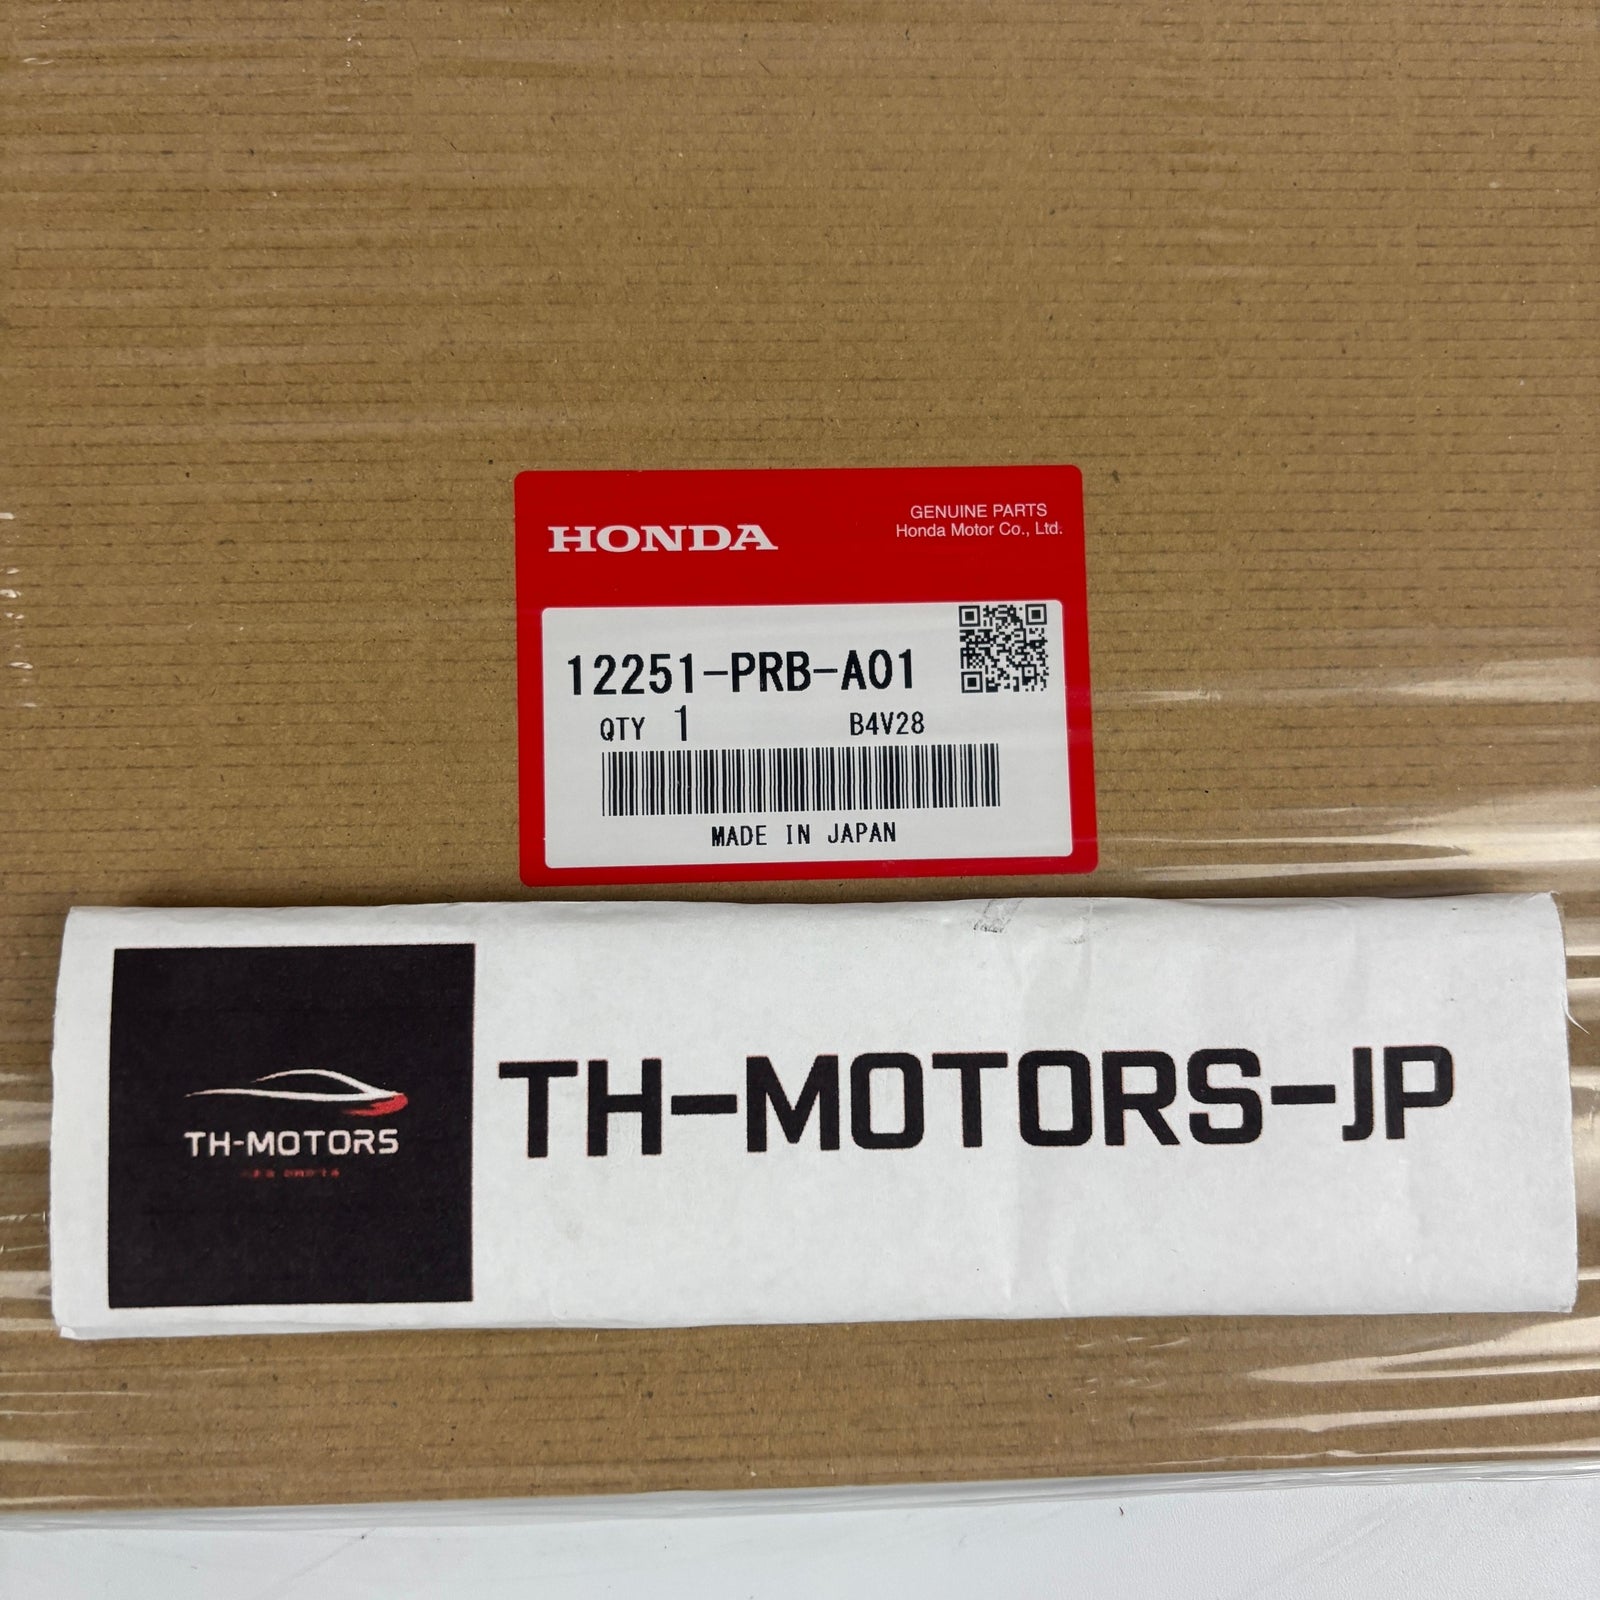 HONDA
GENUINE PARTS
Honda Motor Co., Ltd.
12251-PRB-A01
QTY 1 B4V28
MADE IN JAPAN
TH-MOTORS
TH-MOTORS-JP